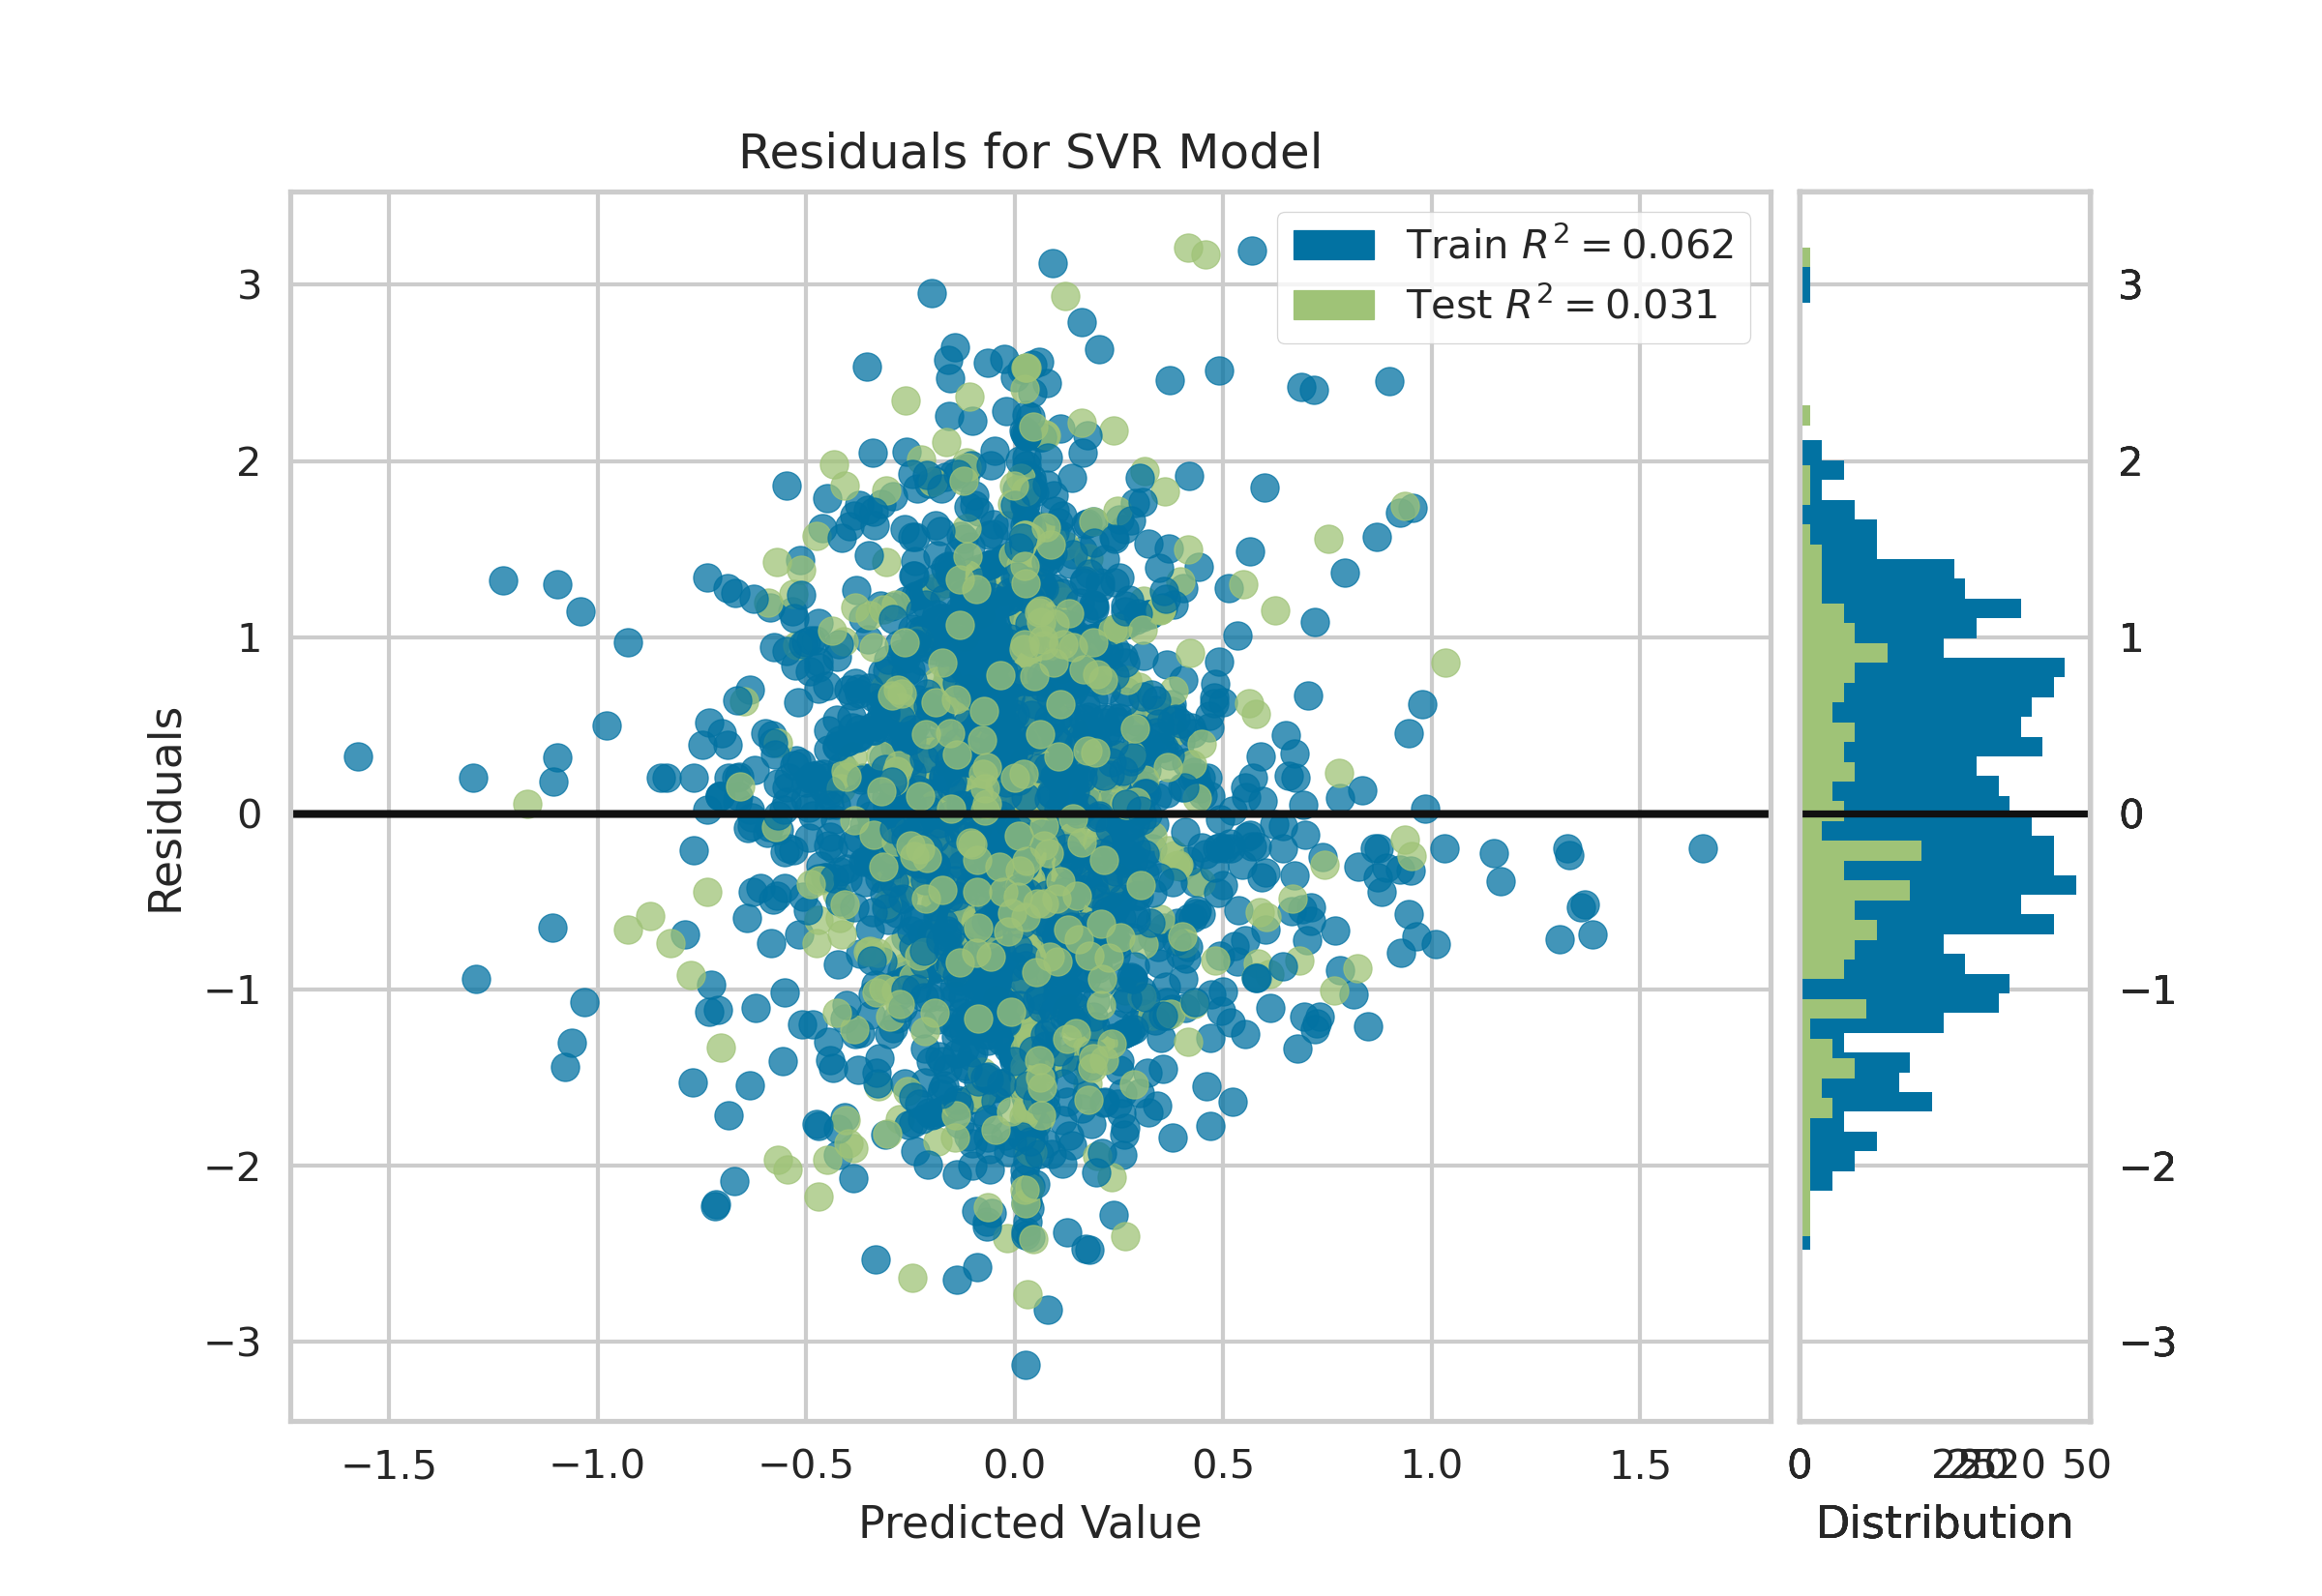 Residuals for SVR Model
Train R² = 0.062
Test R² = 0.031
Residuals
3
2
1
0
−1
−2
−3
3
2
1
0
−1
−2
−3
−1.5 −1.0 −0.5 0.0 0.5 1.0 1.5
0 50
Predicted Value
Distribution